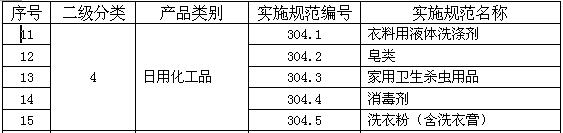 序号 二级分类 产品类别 实施规范编号 实施规范名称
11 304.1 衣料用液体洗涤剂
12 304.2 皂类
13 4 日用化工品 304.3 家用卫生杀虫用品
14 304.4 消毒剂
15 304.5 洗衣粉（含洗衣膏）